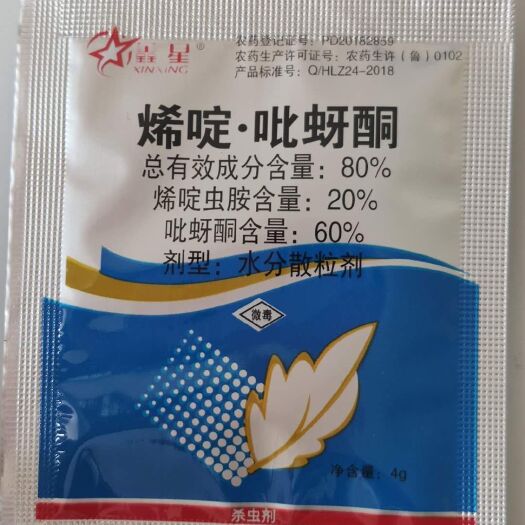 鑫星®
XINXING
农药登记证号：PD20182859
农药生产许可证号：农药生许（鲁）0102
产品标准号：Q/HLZ24-2018
烯啶·吡蚜酮
总有效成分含量：80%
烯啶虫胺含量：20%
吡蚜酮含量：60%
剂型：水分散粒剂
微毒
净含量：4g
杀虫剂